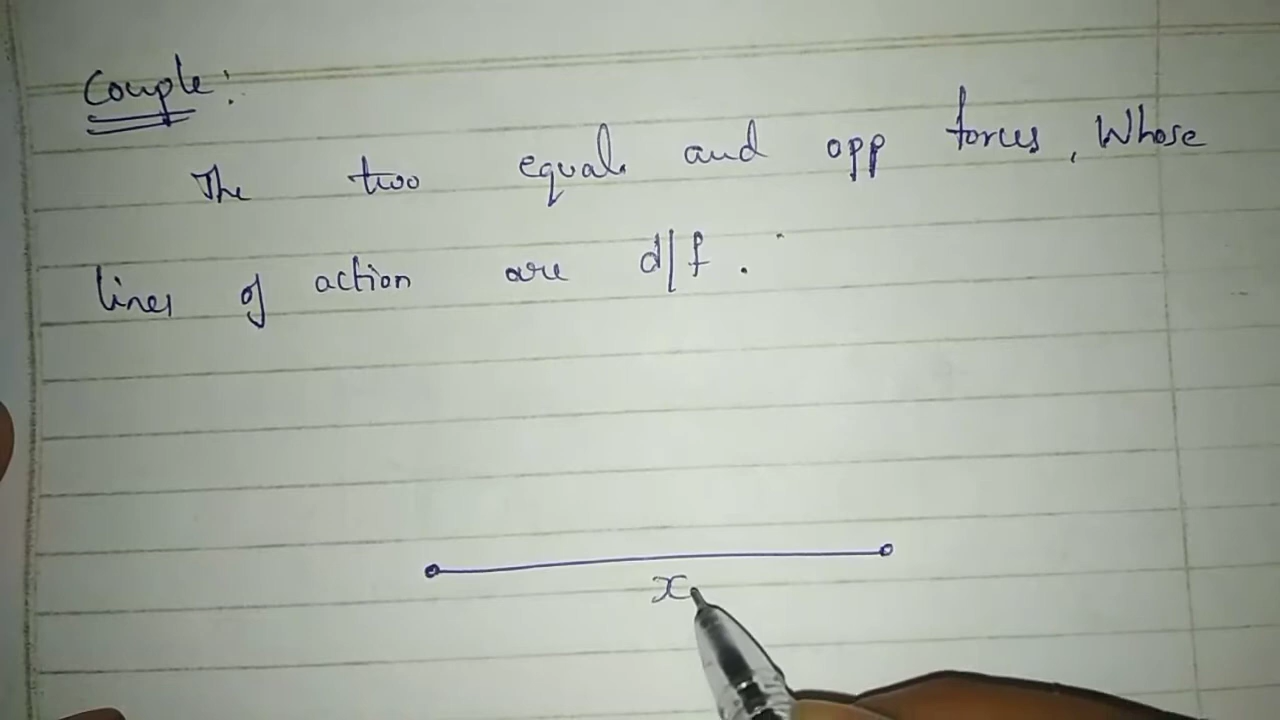 Couple:
The two equal and opp forces, Whose
lines of action are d/f.
x